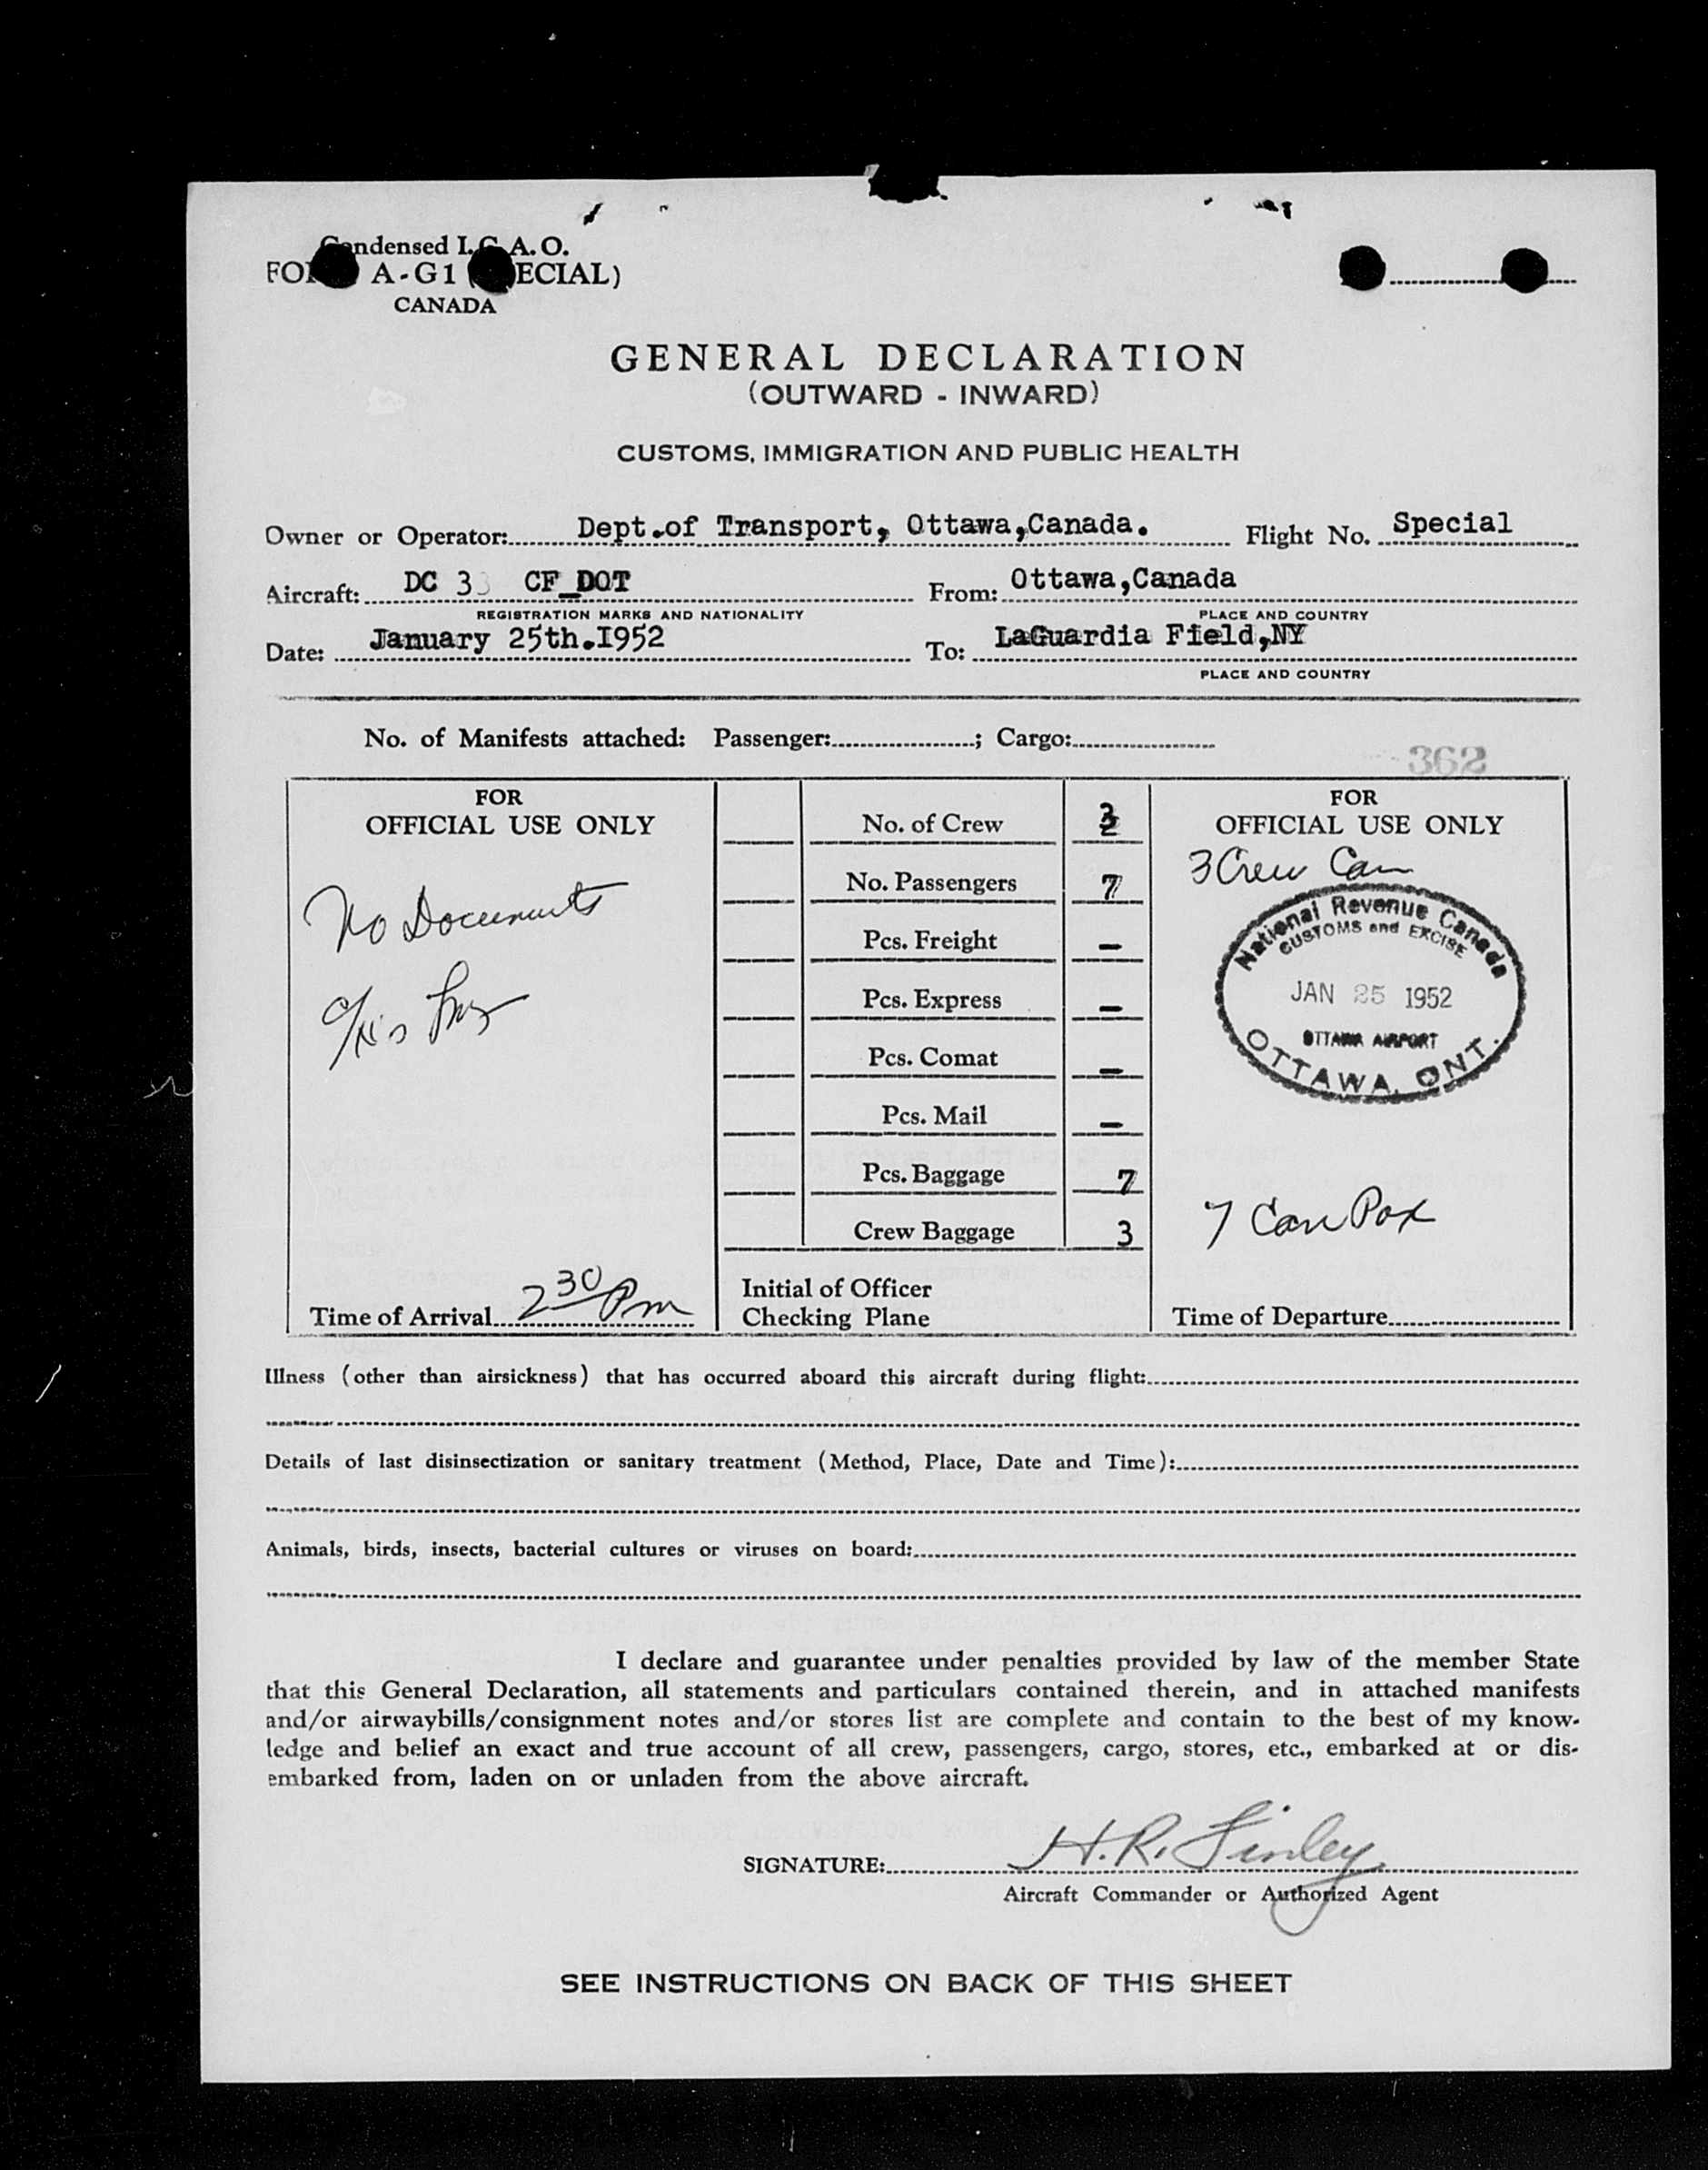 Condensed I.C.A.O.
FORM A-G1 (SPECIAL)
CANADA
GENERAL DECLARATION
(OUTWARD - INWARD)
CUSTOMS, IMMIGRATION AND PUBLIC HEALTH
Owner or Operator: Dept.of Transport, Ottawa,Canada. Flight No. Special
Aircraft: DC 3 CF_DOT From: Ottawa,Canada
REGISTRATION MARKS AND NATIONALITY PLACE AND COUNTRY
Date: January 25th.I952 To: LaGuardia Field,NY
PLACE AND COUNTRY
No. of Manifests attached: Passenger: ; Cargo:
362
FOR
OFFICIAL USE ONLY
No Documents
Time of Arrival 2 30 Pm
No. of Crew 3
No. Passengers 7
Pcs. Freight –
Pcs. Express –
Pcs. Comat –
Pcs. Mail –
Pcs. Baggage 7
Crew Baggage 3
Initial of Officer
Checking Plane
FOR
OFFICIAL USE ONLY
3 Crew Can
National Revenue Canada
CUSTOMS and EXCISE
JAN 25 1952
OTTAWA AIRPORT
OTTAWA, ONT.
7 Can Pax
Time of Departure
Illness (other than airsickness) that has occurred aboard this aircraft during flight:
Details of last disinsectization or sanitary treatment (Method, Place, Date and Time):
Animals, birds, insects, bacterial cultures or viruses on board:
I declare and guarantee under penalties provided by law of the member State
that this General Declaration, all statements and particulars contained therein, and in attached manifests
and/or airwaybills/consignment notes and/or stores list are complete and contain to the best of my know-
ledge and belief an exact and true account of all crew, passengers, cargo, stores, etc., embarked at or dis-
embarked from, laden on or unladen from the above aircraft.
SIGNATURE: H.R. Finley
Aircraft Commander or Authorized Agent
SEE INSTRUCTIONS ON BACK OF THIS SHEET